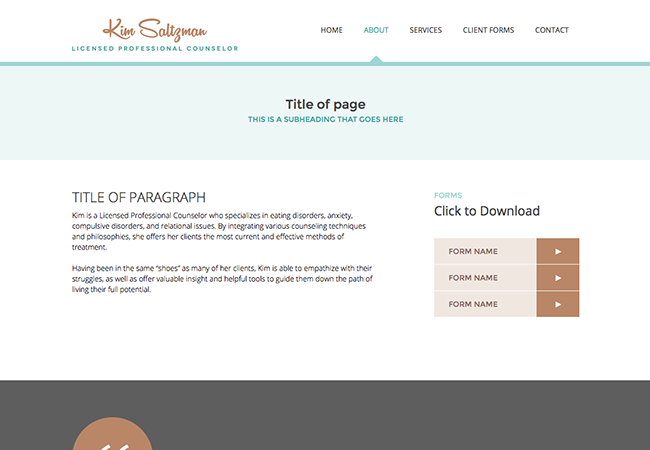 Kim Saltzman
LICENSED PROFESSIONAL COUNSELOR
HOME ABOUT SERVICES CLIENT FORMS CONTACT
Title of page
THIS IS A SUBHEADING THAT GOES HERE
TITLE OF PARAGRAPH
Kim is a Licensed Professional Counselor who specializes in eating disorders, anxiety,
compulsive disorders, and relational issues. By integrating various counseling techniques
and philosophies, she offers her clients the most current and effective methods of
treatment.
Having been in the same “shoes” as many of her clients, Kim is able to empathize with their
struggles, as well as offer valuable insight and helpful tools to guide them down the path of
living their full potential.
FORMS
Click to Download
FORM NAME
FORM NAME
FORM NAME